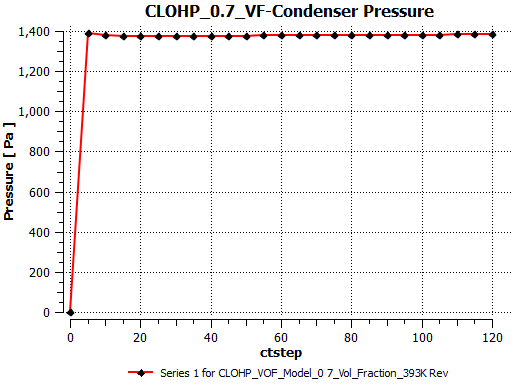 CLOHP_0.7_VF-Condenser Pressure
1,400
1,200
1,000
800
600
400
200
0
Pressure [ Pa ]
0 20 40 60 80 100 120
ctstep
Series 1 for CLOHP_VOF_Model_0 7_Vol_Fraction_393K Rev